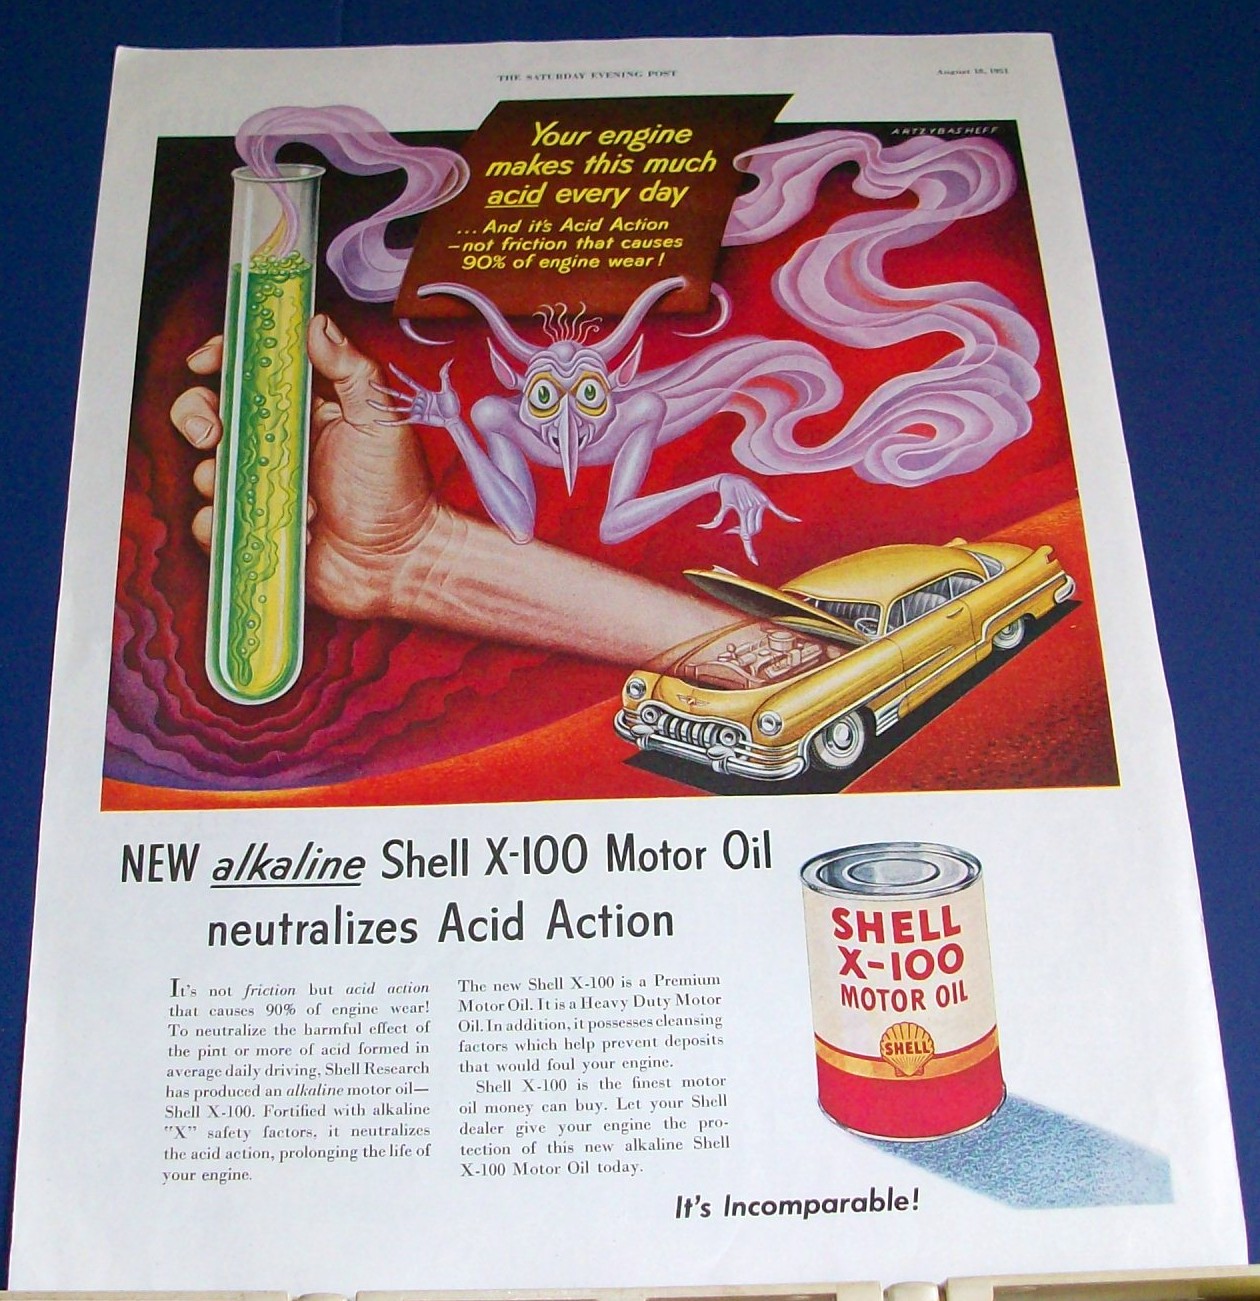 THE SATURDAY EVENING POST
August 18, 1951
ARTZYBASHEFF
Your engine
makes this much
acid every day
... And it's Acid Action
—not friction that causes
90% of engine wear!
NEW alkaline Shell X-100 Motor Oil
neutralizes Acid Action
It's not friction but acid action
that causes 90% of engine wear!
To neutralize the harmful effect of
the pint or more of acid formed in
average daily driving, Shell Research
has produced an alkaline motor oil—
Shell X-100. Fortified with alkaline
"X" safety factors, it neutralizes
the acid action, prolonging the life of
your engine.
The new Shell X-100 is a Premium
Motor Oil. It is a Heavy Duty Motor
Oil. In addition, it possesses cleansing
factors which help prevent deposits
that would foul your engine.
Shell X-100 is the finest motor
oil money can buy. Let your Shell
dealer give your engine the pro-
tection of this new alkaline Shell
X-100 Motor Oil today.
SHELL
X-100
MOTOR OIL
SHELL
It's Incomparable!